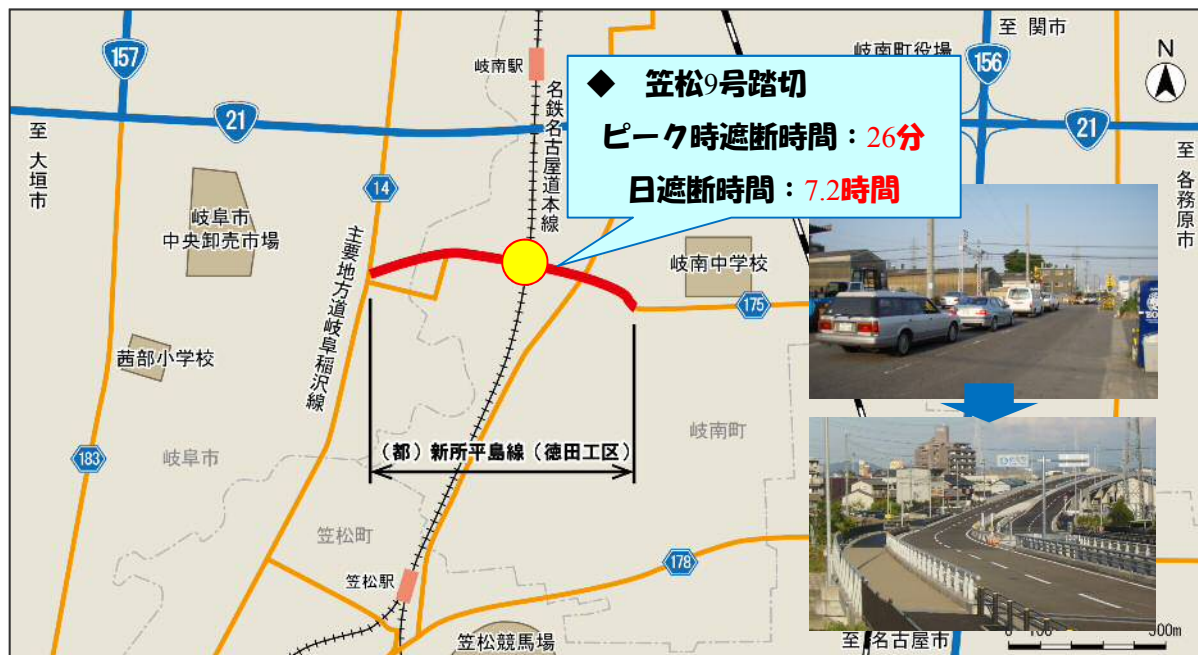 157
岐南駅
岐南町役場
至 関市
156
N
21
21
至 大垣市
至 各務原市
◆ 笠松9号踏切
ピーク時遮断時間：26分
日遮断時間：7.2時間
名鉄名古屋本線
道
14
岐阜市
中央卸売市場
主要地方道岐阜稲沢線
岐南中学校
175
茜部小学校
岐南町
(都) 新所平島線 (徳田工区)
183
岐阜市
笠松町
笠松駅
178
笠松競馬場
至 名古屋市